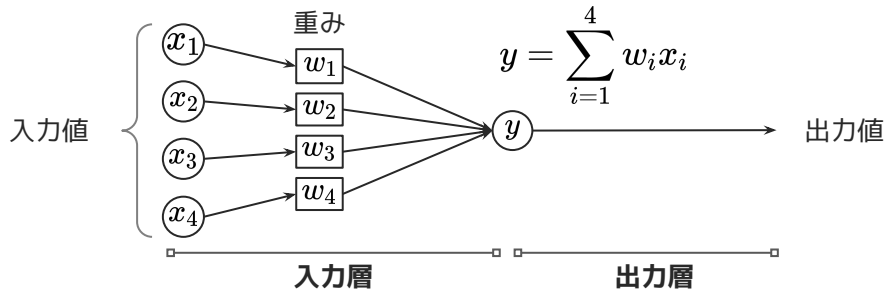 重み
y = \sum_{i=1}^{4} w_i x_i
入力値
x_1
x_2
x_3
x_4
w_1
w_2
w_3
w_4
y
出力値
入力層
出力層